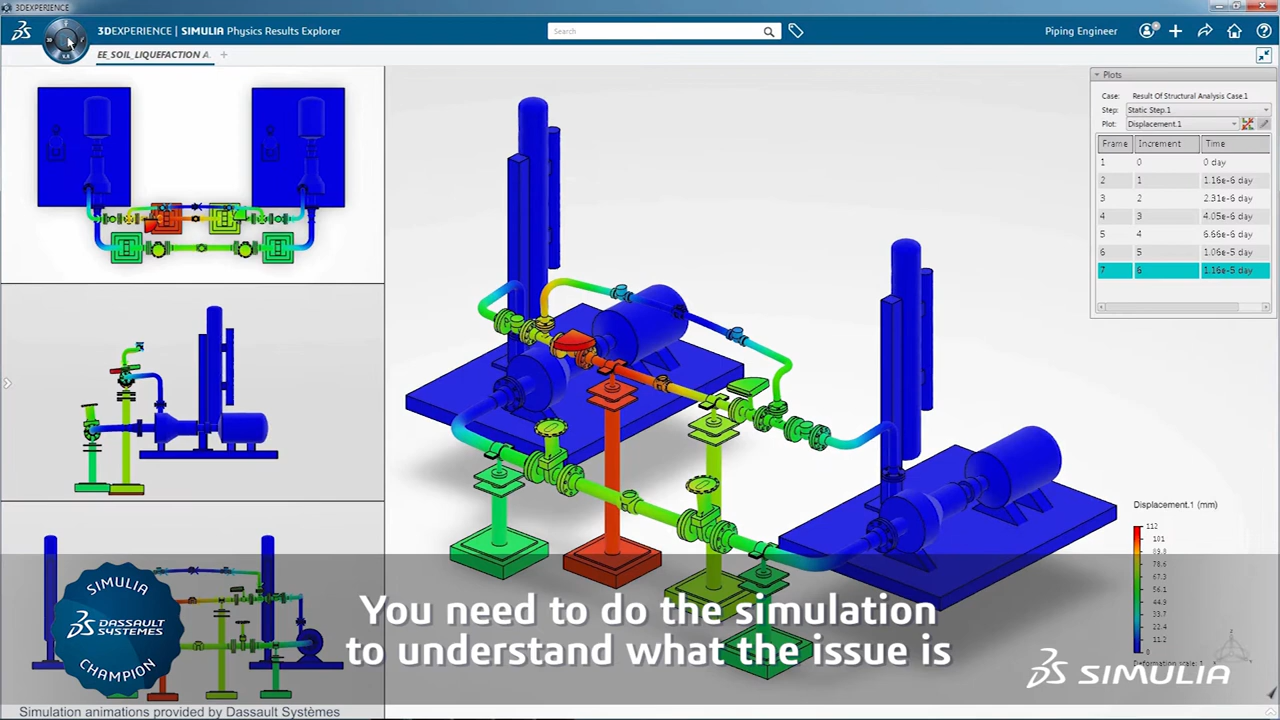 3DEXPERIENCE
3DEXPERIENCE | SIMULIA Physics Results Explorer
Search
Piping Engineer
EE_SOIL_LIQUEFACTION A.
Plots
Case: Result Of Structural Analysis Case.1
Step: Static Step.1
Plot: Displacement.1
Frame Increment Time
1 0 0 day
2 1 1.16e-6 day
3 2 2.31e-6 day
4 3 4.05e-6 day
5 4 6.66e-6 day
6 5 1.06e-5 day
7 6 1.16e-5 day
Displacement.1 (mm)
112
101
89.8
78.6
67.3
56.1
44.9
33.7
22.4
11.2
0
Deformation scale:
You need to do the simulation
to understand what the issue is
SIMULIA
DASSAULT
SYSTEMES
CHAMPION
SIMULIA
Simulation animations provided by Dassault Systèmes